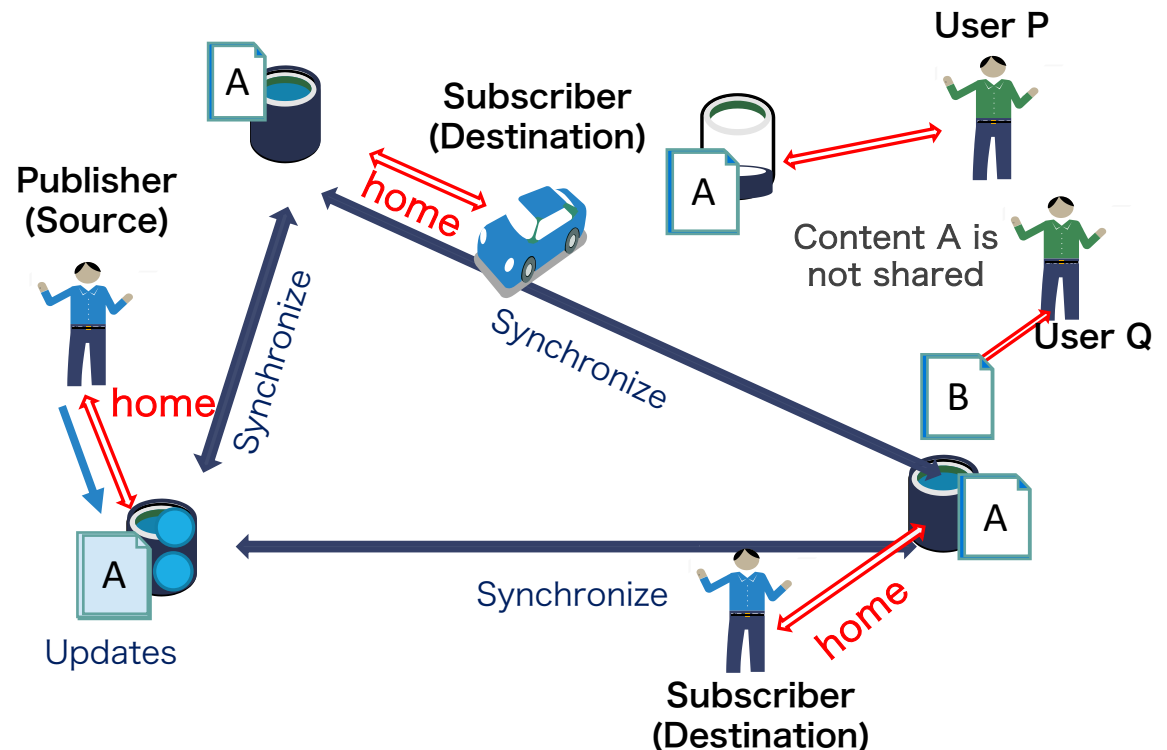 User P
A
Subscriber
(Destination)
Publisher
(Source)
home
A
Content A is
not shared
Synchronize
Synchronize
User Q
home
B
A
A
Synchronize
home
Updates
Subscriber
(Destination)